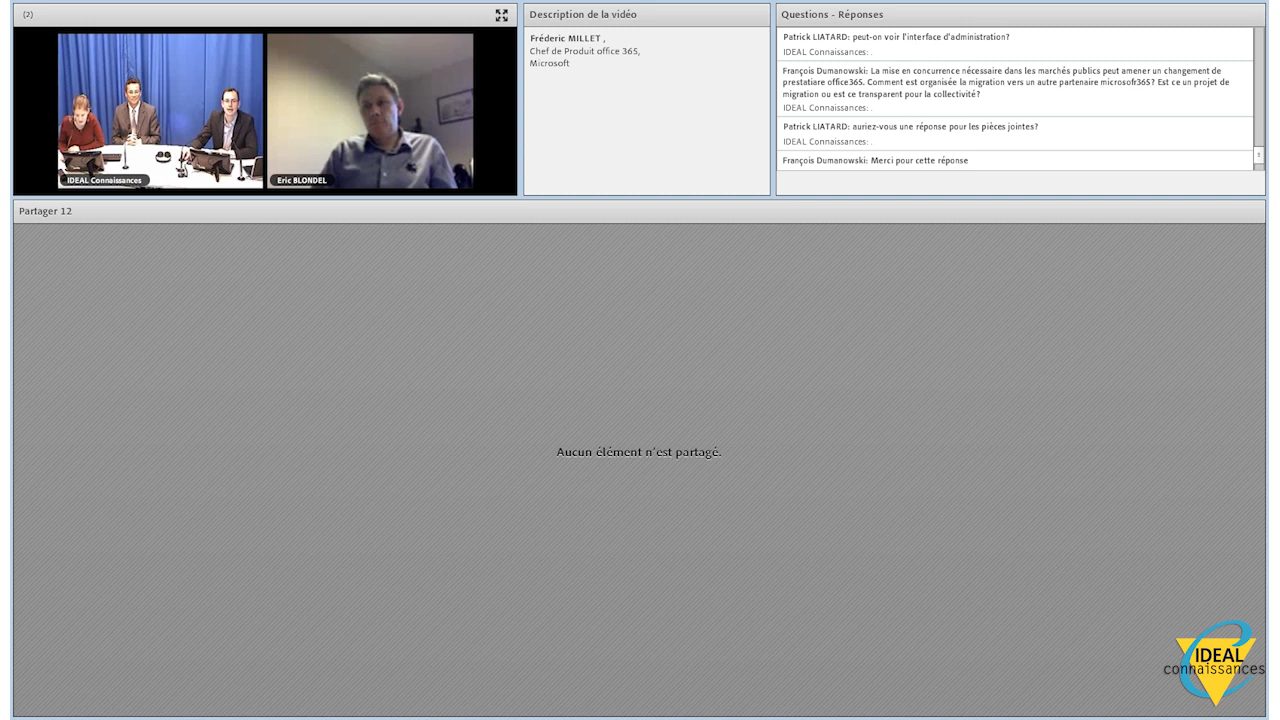 (2)
IDEAL Connaissances
Eric BLONDEL
Description de la vidéo
Fréderic MILLET ,
Chef de Produit office 365,
Microsoft
Questions - Réponses
Patrick LIATARD: peut-on voir l'interface d'administration?
IDEAL Connaissances: .
François Dumanowski: La mise en concurrence nécessaire dans les marchés publics peut amener un changement de
prestatiare office365. Comment est organisée la migration vers un autre partenaire microsofr365? Est ce un projet de
migration ou est ce transparent pour la collectivité?
IDEAL Connaissances: .
Patrick LIATARD: auriez-vous une réponse pour les pièces jointes?
IDEAL Connaissances: .
François Dumanowski: Merci pour cette réponse
Partager 12
Aucun élément n'est partagé.
IDEAL
connaissances